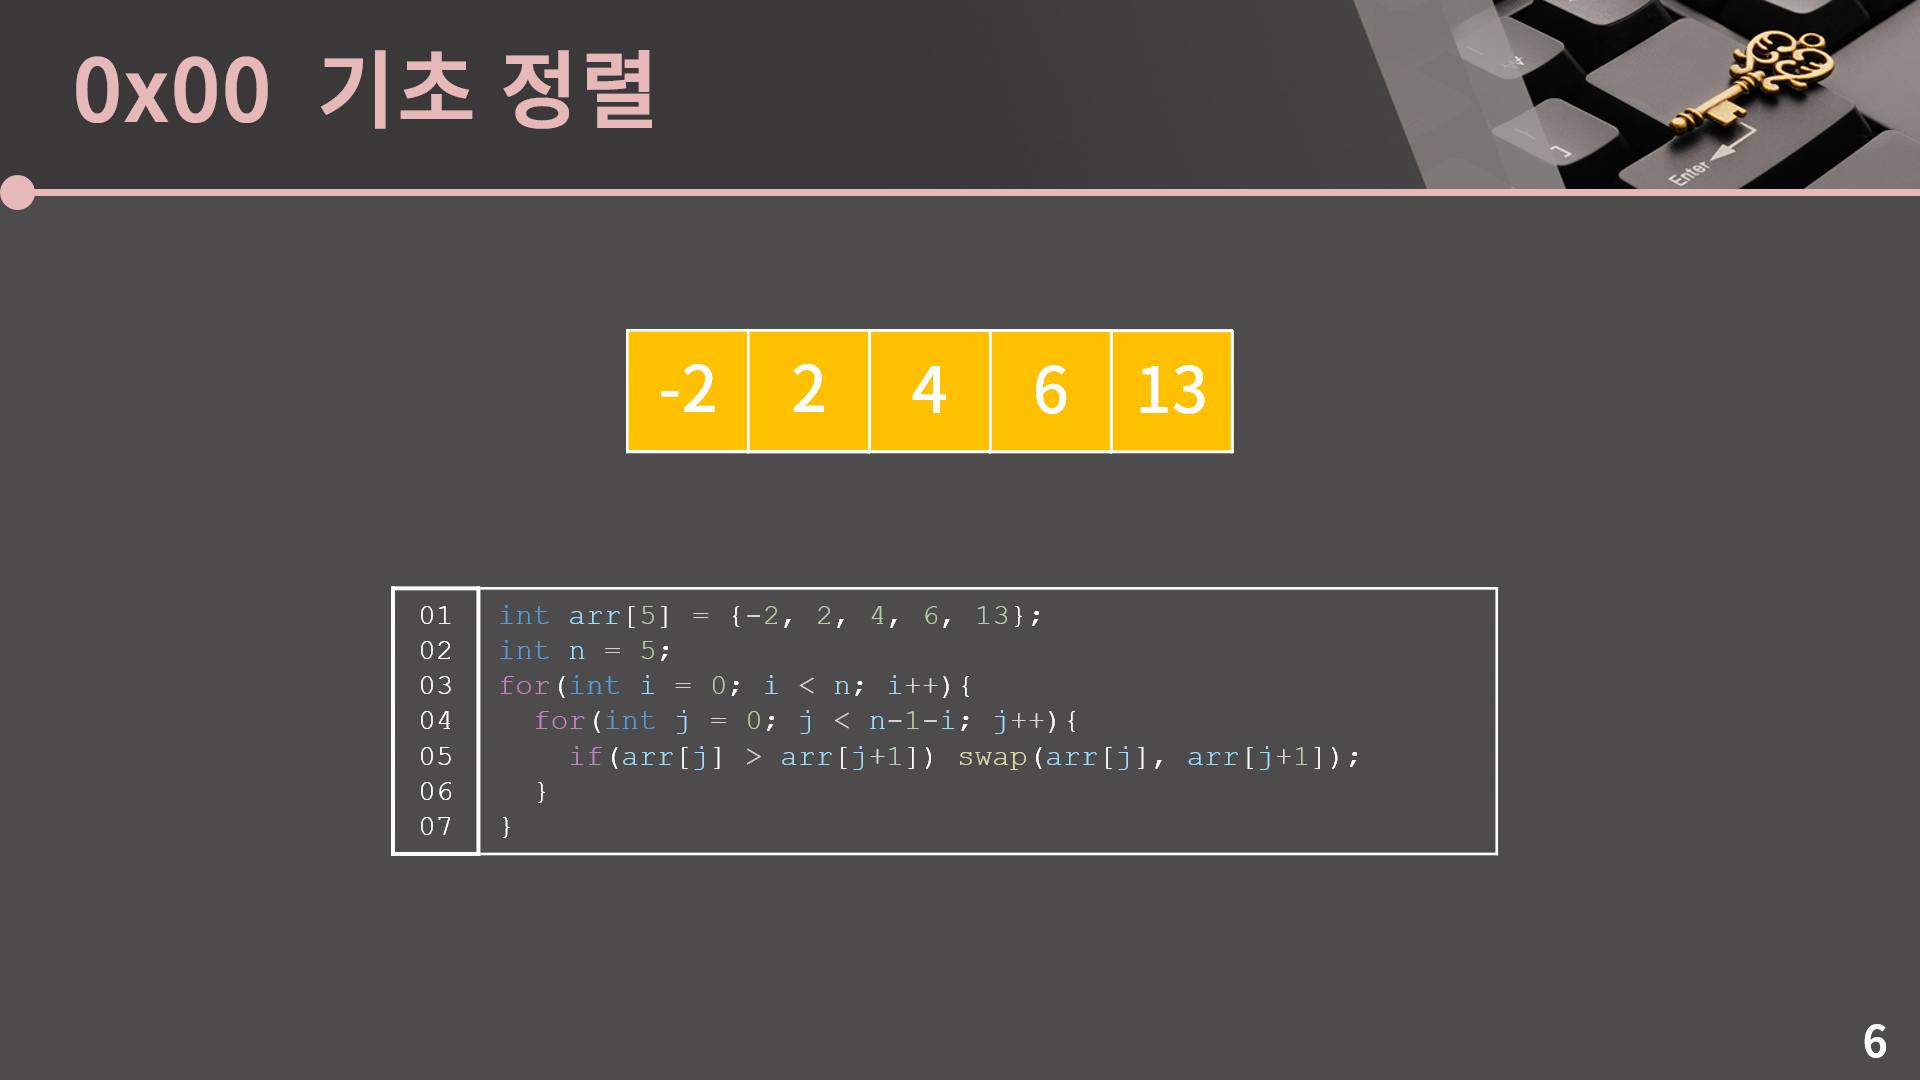 0x00 기초 정렬
Enter
-2 2 4 6 13
01 int arr[5] = {-2, 2, 4, 6, 13};
02 int n = 5;
03 for(int i = 0; i < n; i++){
04   for(int j = 0; j < n-1-i; j++){
05     if(arr[j] > arr[j+1]) swap(arr[j], arr[j+1]);
06   }
07 }
6